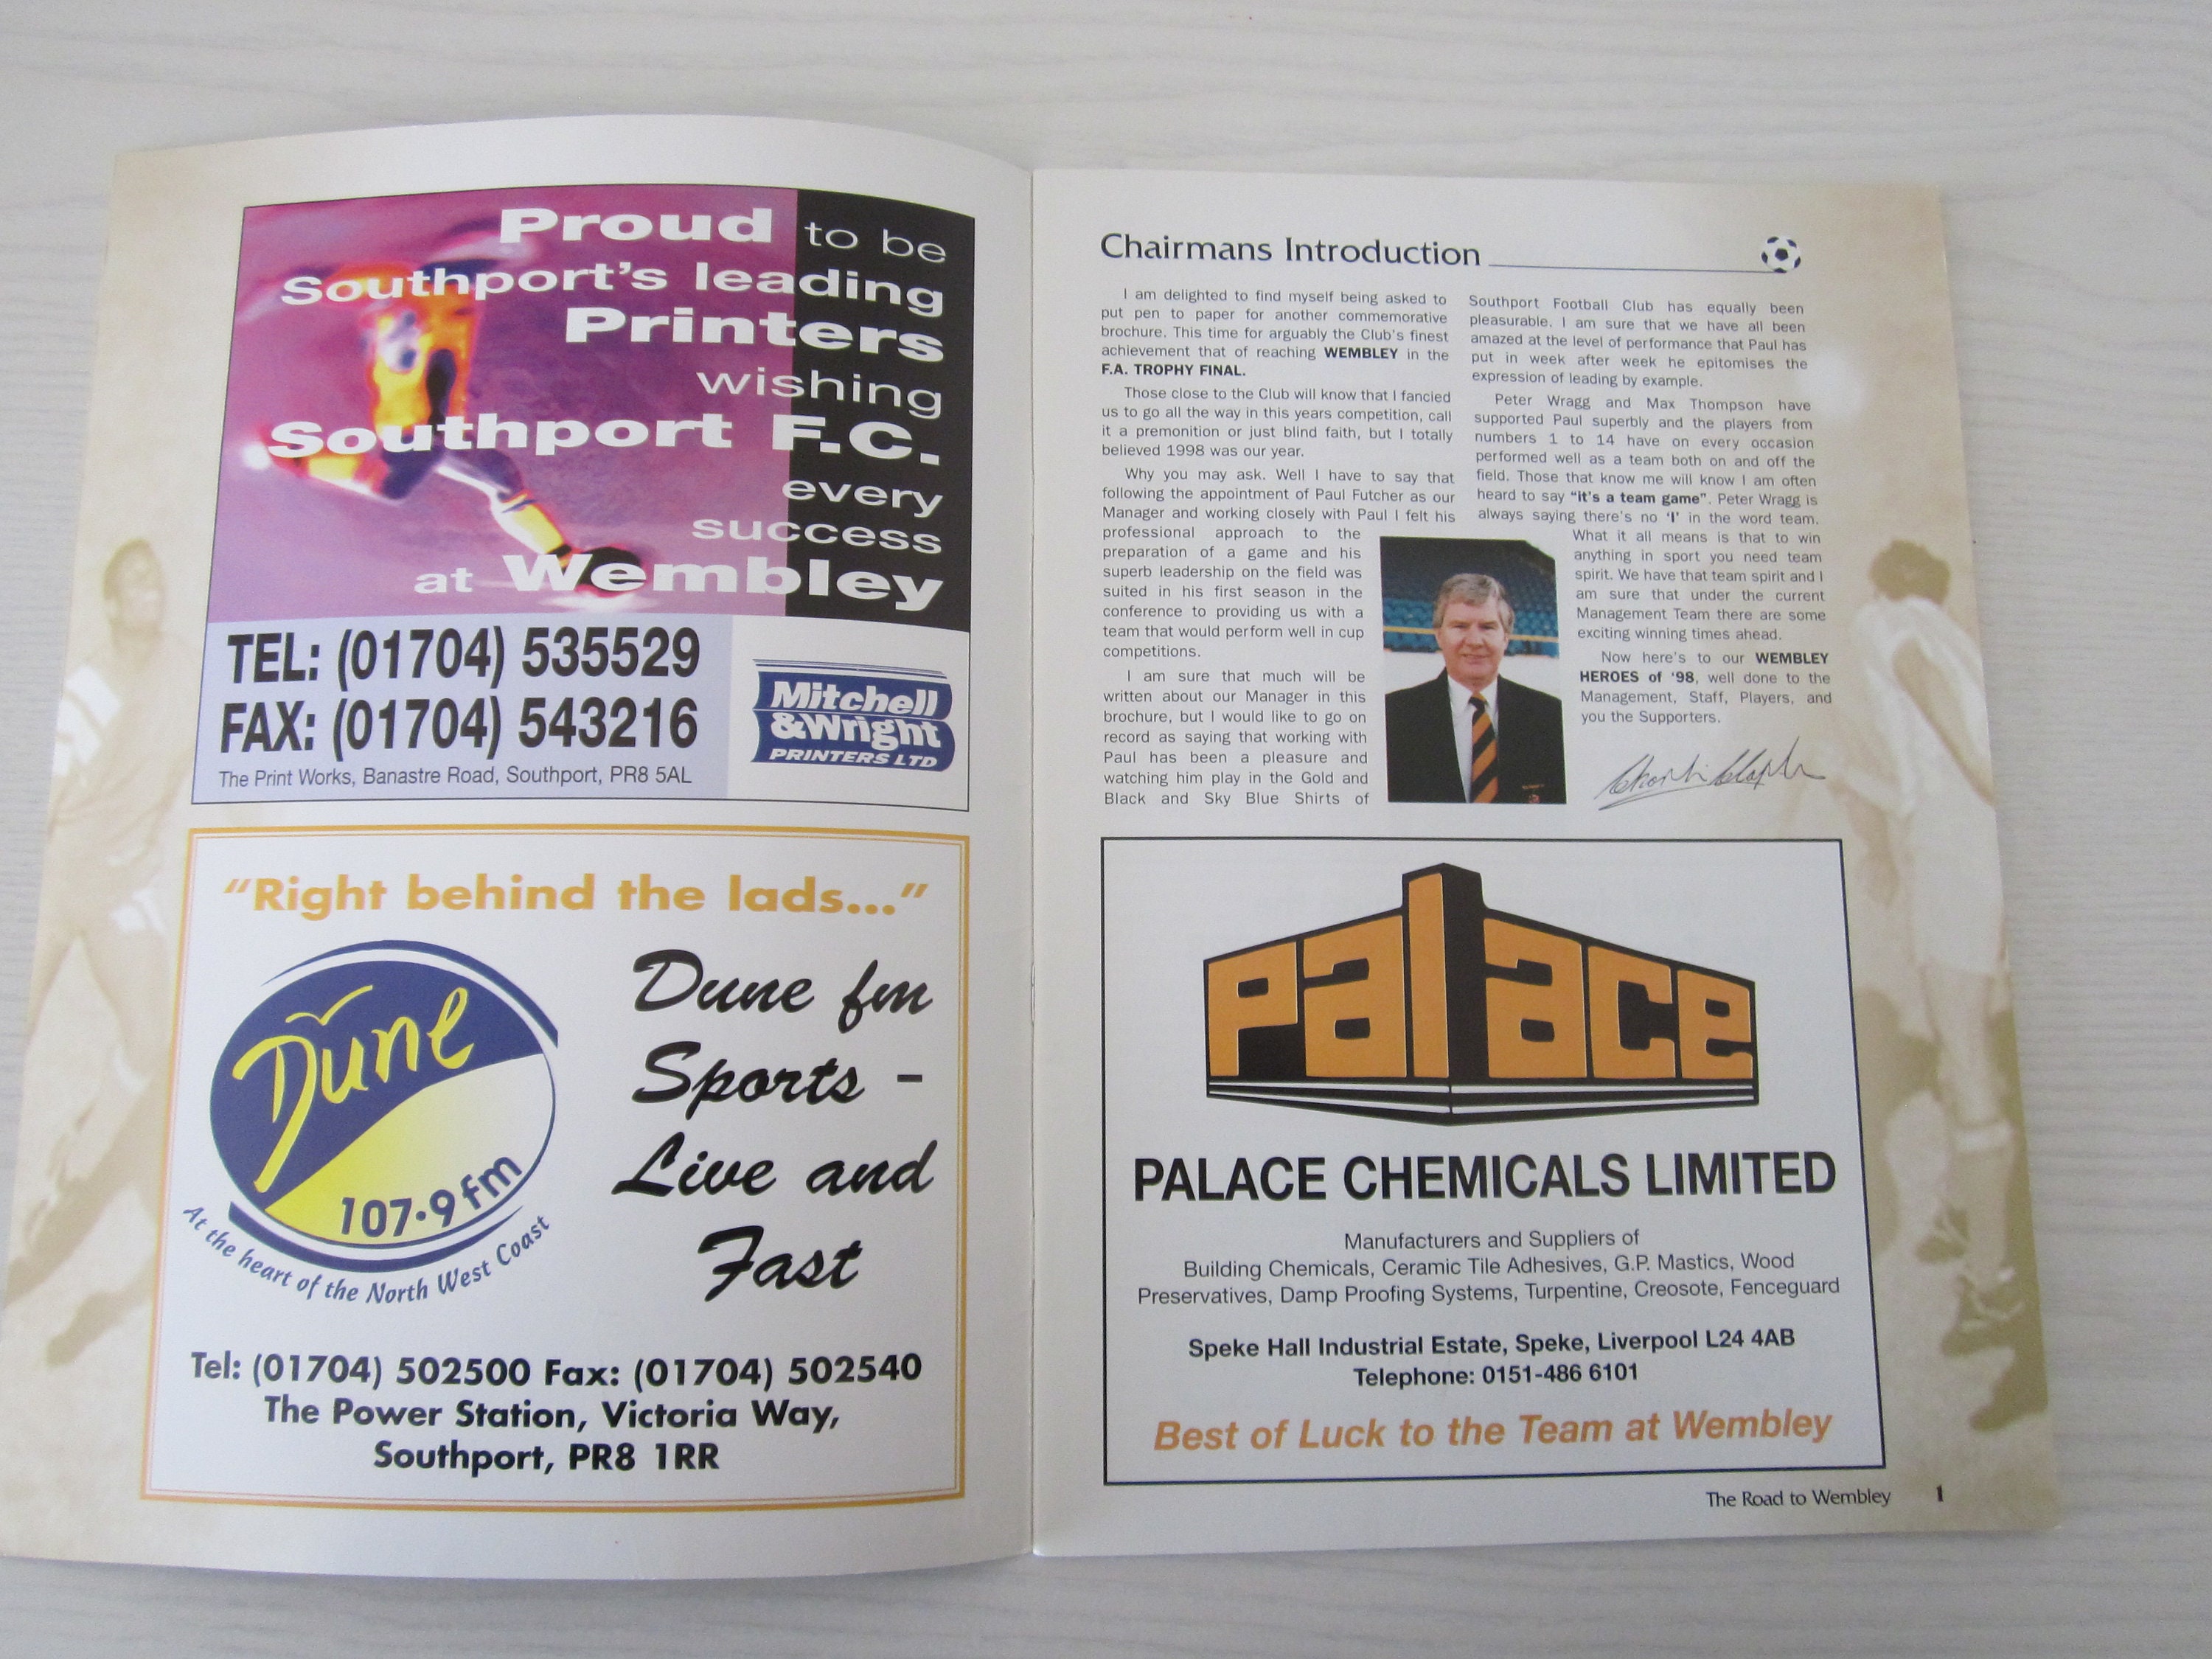 Proud to be
Southport's leading
Printers
wishing
Southport F.C.
every
success
at Wembley
TEL: (01704) 535529
FAX: (01704) 543216
The Print Works, Banastre Road, Southport, PR8 5AL
Mitchell
&Wright
PRINTERS LTD
"Right behind the lads..."
Dune
107·9 fm
At the heart of the North West Coast
Dune fm
Sports -
Live and
Fast
Tel: (01704) 502500 Fax: (01704) 502540
The Power Station, Victoria Way,
Southport, PR8 1RR
Chairmans Introduction
I am delighted to find myself being asked to
put pen to paper for another commemorative
brochure. This time for arguably the Club's finest
achievement that of reaching WEMBLEY in the
F.A. TROPHY FINAL.
Those close to the Club will know that I fancied
us to go all the way in this years competition, call
it a premonition or just blind faith, but I totally
believed 1998 was our year.
Why you may ask. Well I have to say that
following the appointment of Paul Futcher as our
Manager and working closely with Paul I felt his
professional approach to the
preparation of a game and his
superb leadership on the field was
suited in his first season in the
conference to providing us with a
team that would perform well in cup
competitions.
I am sure that much will be
written about our Manager in this
brochure, but I would like to go on
record as saying that working with
Paul has been a pleasure and
watching him play in the Gold and
Black and Sky Blue Shirts of
Southport Football Club has equally been
pleasurable. I am sure that we have all been
amazed at the level of performance that Paul has
put in week after week he epitomises the
expression of leading by example.
Peter Wragg and Max Thompson have
supported Paul superbly and the players from
numbers 1 to 14 have on every occasion
performed well as a team both on and off the
field. Those that know me will know I am often
heard to say "it's a team game". Peter Wragg is
always saying there's no 'I' in the word team.
What it all means is that to win
anything in sport you need team
spirit. We have that team spirit and I
am sure that under the current
Management Team there are some
exciting winning times ahead.
Now here's to our WEMBLEY
HEROES of '98, well done to the
Management, Staff, Players, and
you the Supporters.
palace
PALACE CHEMICALS LIMITED
Manufacturers and Suppliers of
Building Chemicals, Ceramic Tile Adhesives, G.P. Mastics, Wood
Preservatives, Damp Proofing Systems, Turpentine, Creosote, Fenceguard
Speke Hall Industrial Estate, Speke, Liverpool L24 4AB
Telephone: 0151-486 6101
Best of Luck to the Team at Wembley
The Road to Wembley 1